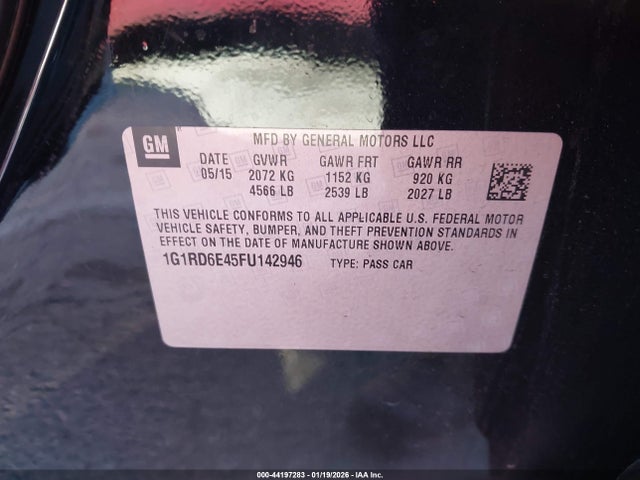 GM
MFD BY GENERAL MOTORS LLC
DATE GVWR GAWR FRT GAWR RR
05/15 2072 KG 1152 KG 920 KG
4566 LB 2539 LB 2027 LB
THIS VEHICLE CONFORMS TO ALL APPLICABLE U.S. FEDERAL MOTOR
VEHICLE SAFETY, BUMPER, AND THEFT PREVENTION STANDARDS IN
EFFECT ON THE DATE OF MANUFACTURE SHOWN ABOVE.
1G1RD6E45FU142946 TYPE: PASS CAR
000-44197283 - 01/19/2026 - IAA Inc.